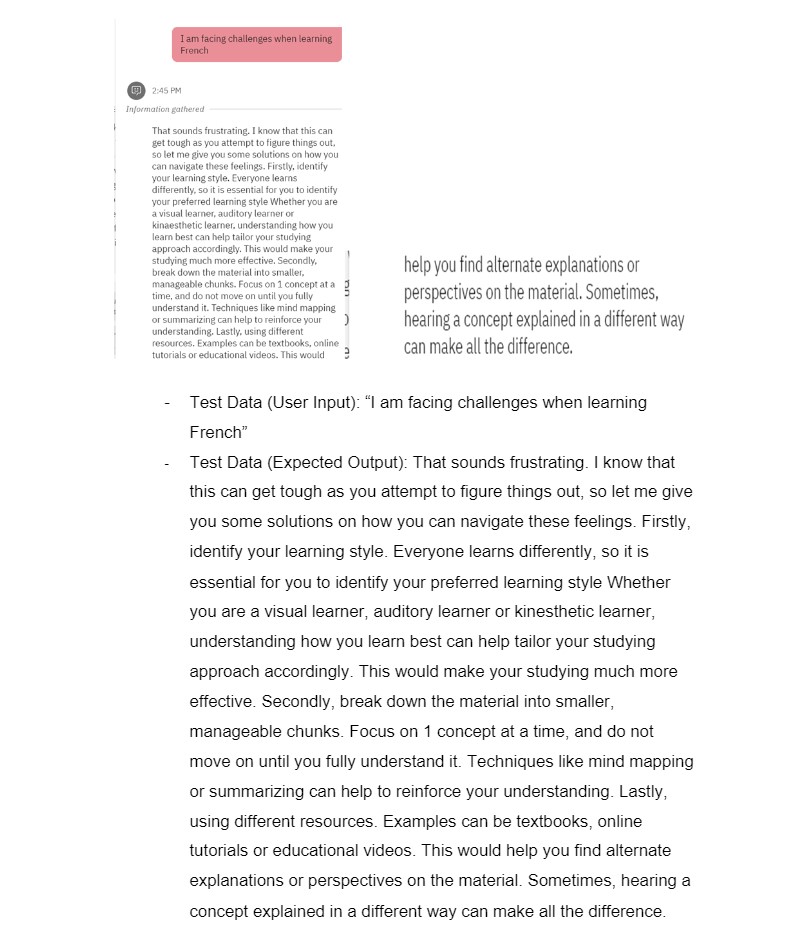 I am facing challenges when learning
French
2:45 PM
Information gathered
That sounds frustrating. I know that this can
get tough as you attempt to figure things out,
so let me give you some solutions on how you
can navigate these feelings. Firstly, identify
your learning style. Everyone learns
differently, so it is essential for you to identify
your preferred learning style Whether you are
a visual learner, auditory learner or
kinaesthetic learner, understanding how you
learn best can help tailor your studying
approach accordingly. This would make your
studying much more effective. Secondly,
break down the material into smaller,
manageable chunks. Focus on 1 concept at a
time, and do not move on until you fully
understand it. Techniques like mind mapping
or summarizing can help to reinforce your
understanding. Lastly, using different
resources. Examples can be textbooks, online
tutorials or educational videos. This would
help you find alternate explanations or
perspectives on the material. Sometimes,
hearing a concept explained in a different way
can make all the difference.
- Test Data (User Input): “I am facing challenges when learning
French”
- Test Data (Expected Output): That sounds frustrating. I know that
this can get tough as you attempt to figure things out, so let me give
you some solutions on how you can navigate these feelings. Firstly,
identify your learning style. Everyone learns differently, so it is
essential for you to identify your preferred learning style Whether
you are a visual learner, auditory learner or kinesthetic learner,
understanding how you learn best can help tailor your studying
approach accordingly. This would make your studying much more
effective. Secondly, break down the material into smaller,
manageable chunks. Focus on 1 concept at a time, and do not
move on until you fully understand it. Techniques like mind mapping
or summarizing can help to reinforce your understanding. Lastly,
using different resources. Examples can be textbooks, online
tutorials or educational videos. This would help you find alternate
explanations or perspectives on the material. Sometimes, hearing a
concept explained in a different way can make all the difference.